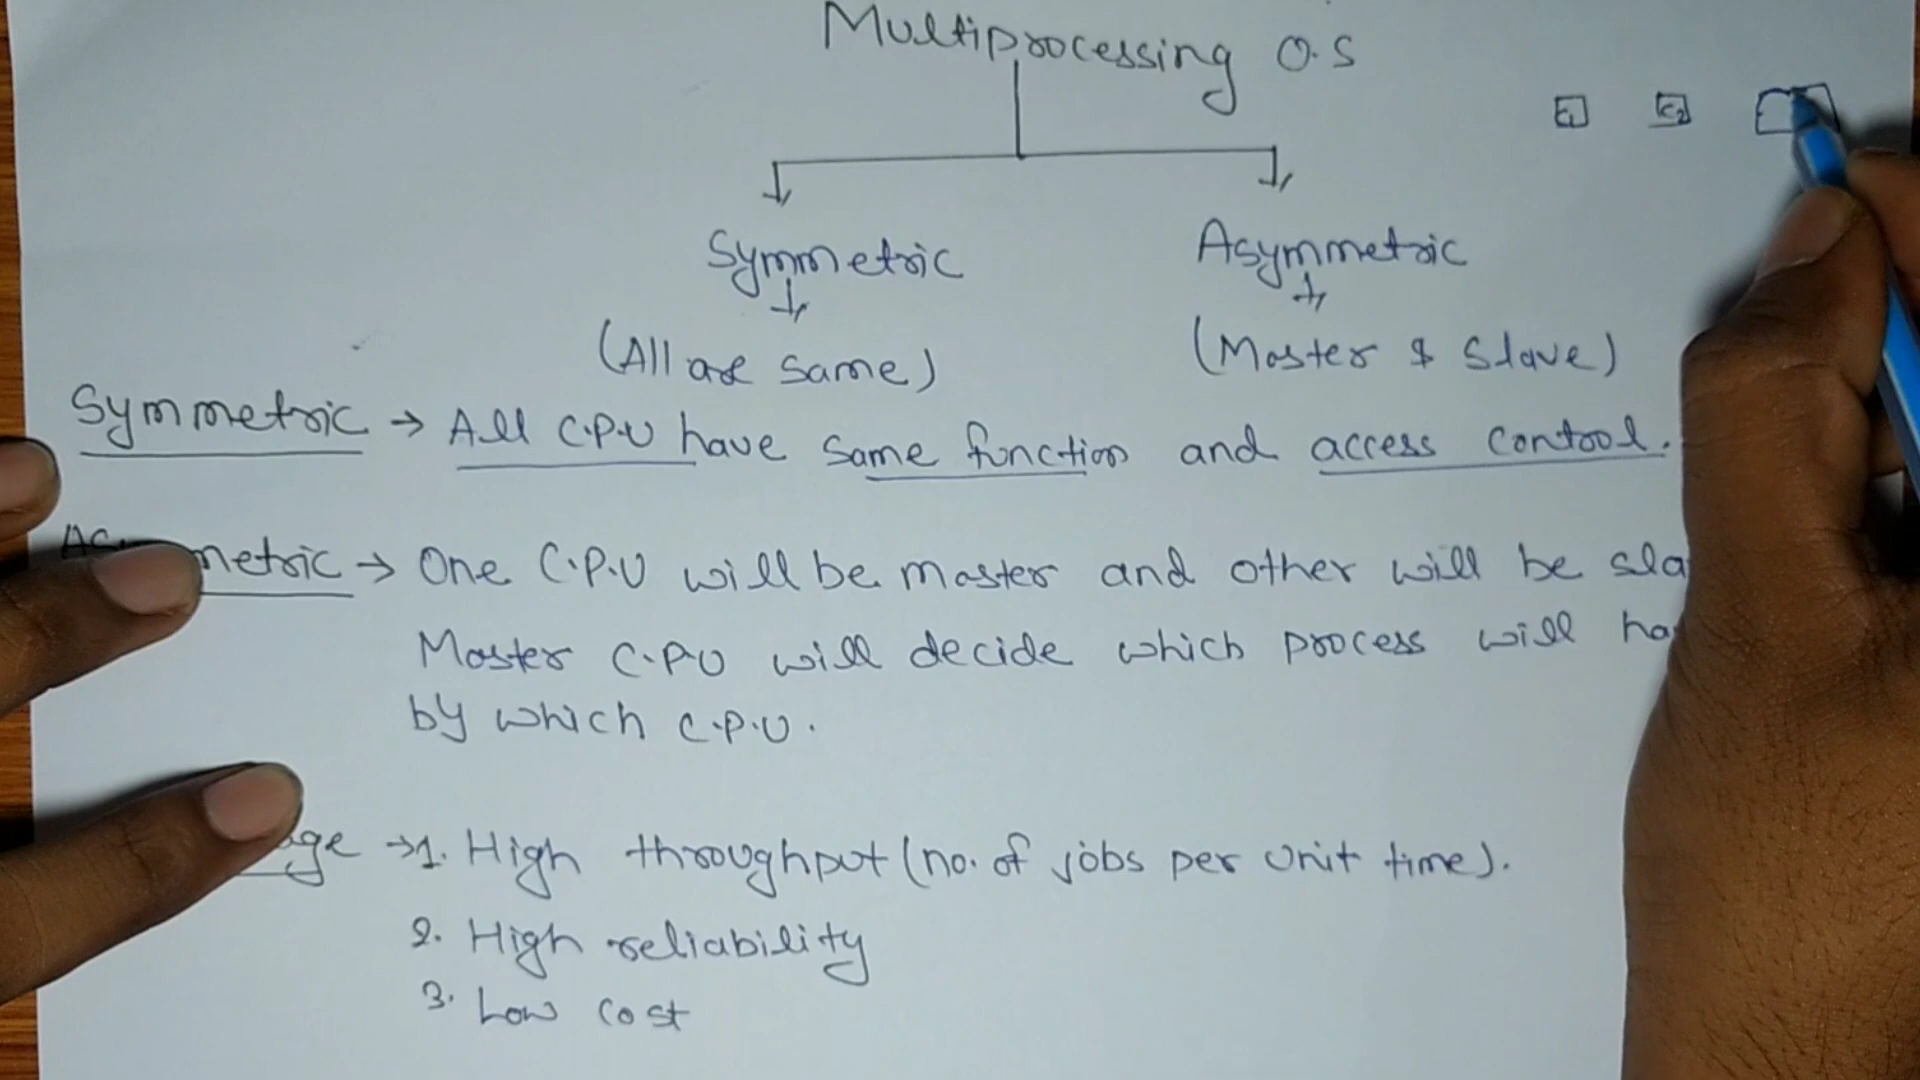 Multiprocessing O.S
C1 C2
Symmetric Asymmetric
(All are same) (Master & Slave)
Symmetric → All C.P.U have same function and access control.
→ One C.P.U will be master and other will be
Master C.P.U will decide which process will
by which C.P.U.
→ 1. High throughput (no. of jobs per unit time).
2. High reliability
3. Low cost